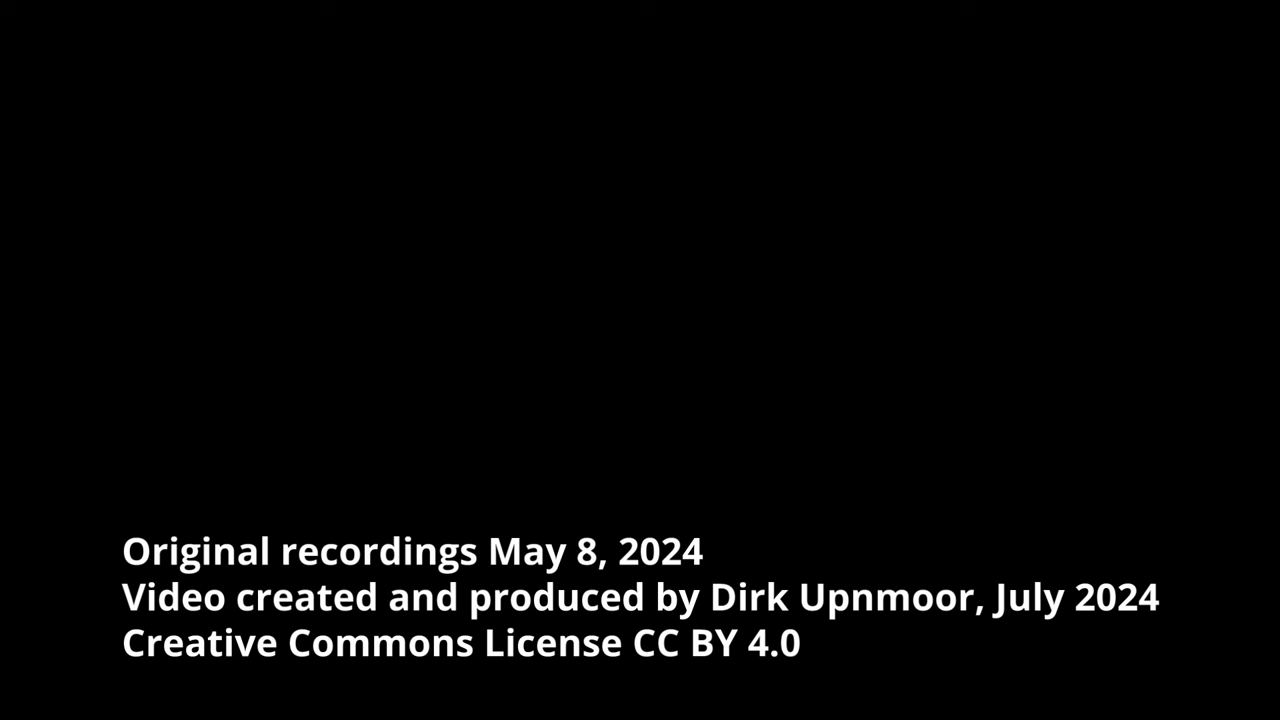 Original recordings May 8, 2024
Video created and produced by Dirk Upnmoor, July 2024
Creative Commons License CC BY 4.0